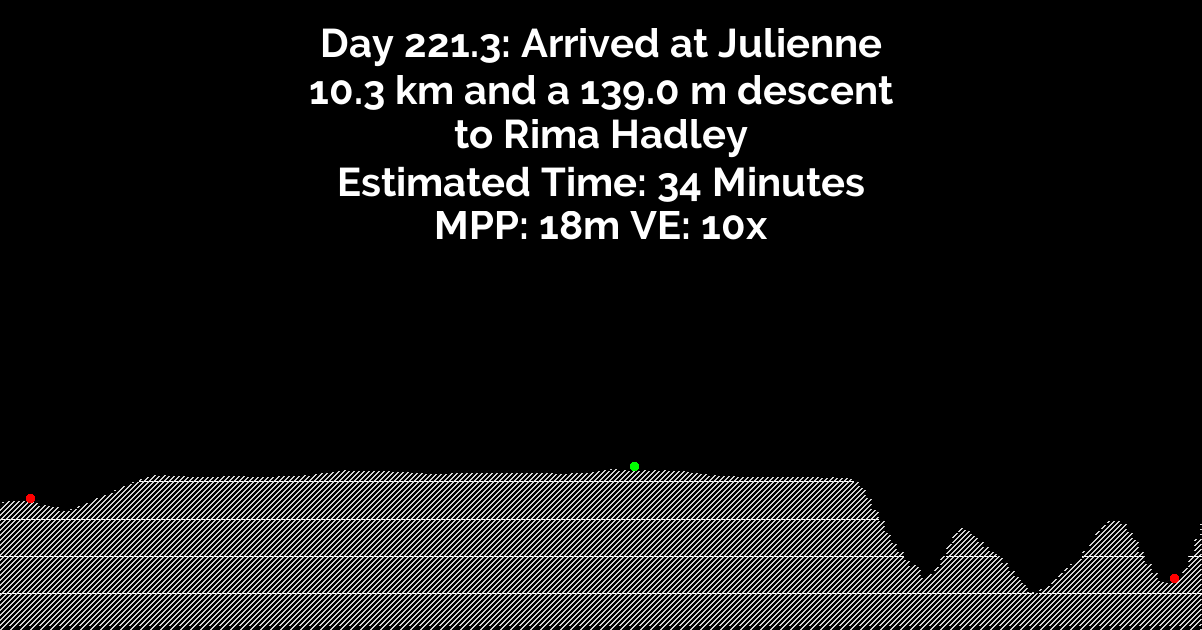 Day 221.3: Arrived at Julienne
10.3 km and a 139.0 m descent
to Rima Hadley
Estimated Time: 34 Minutes
MPP: 18m VE: 10x